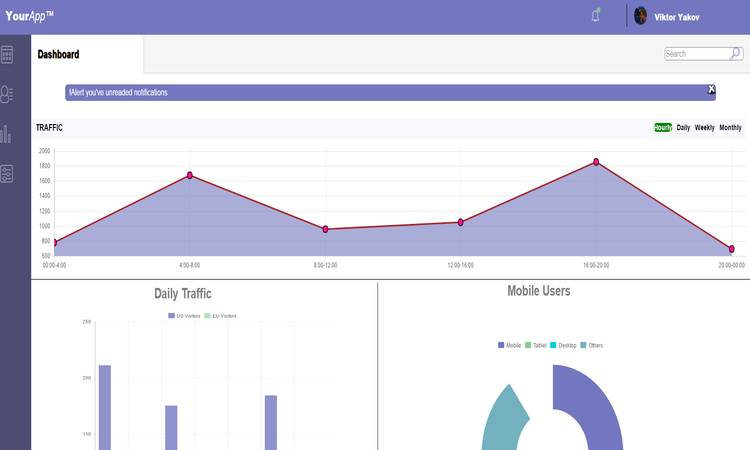 YourApp™
Viktor Yakov
Dashboard
Search
!Alert you've unreaded notifications
X
TRAFFIC
Hourly Daily Weekly Monthly
2000
1800
1600
1400
1200
1000
800
600
00:00-4:00 4:00-8:00 8:00-12:00 12:00-16:00 16:00-20:00 20:00-00:00
Daily Traffic
US Visitors EU Visitors
250
200
150
Mobile Users
Mobile Tablet Desktop Others